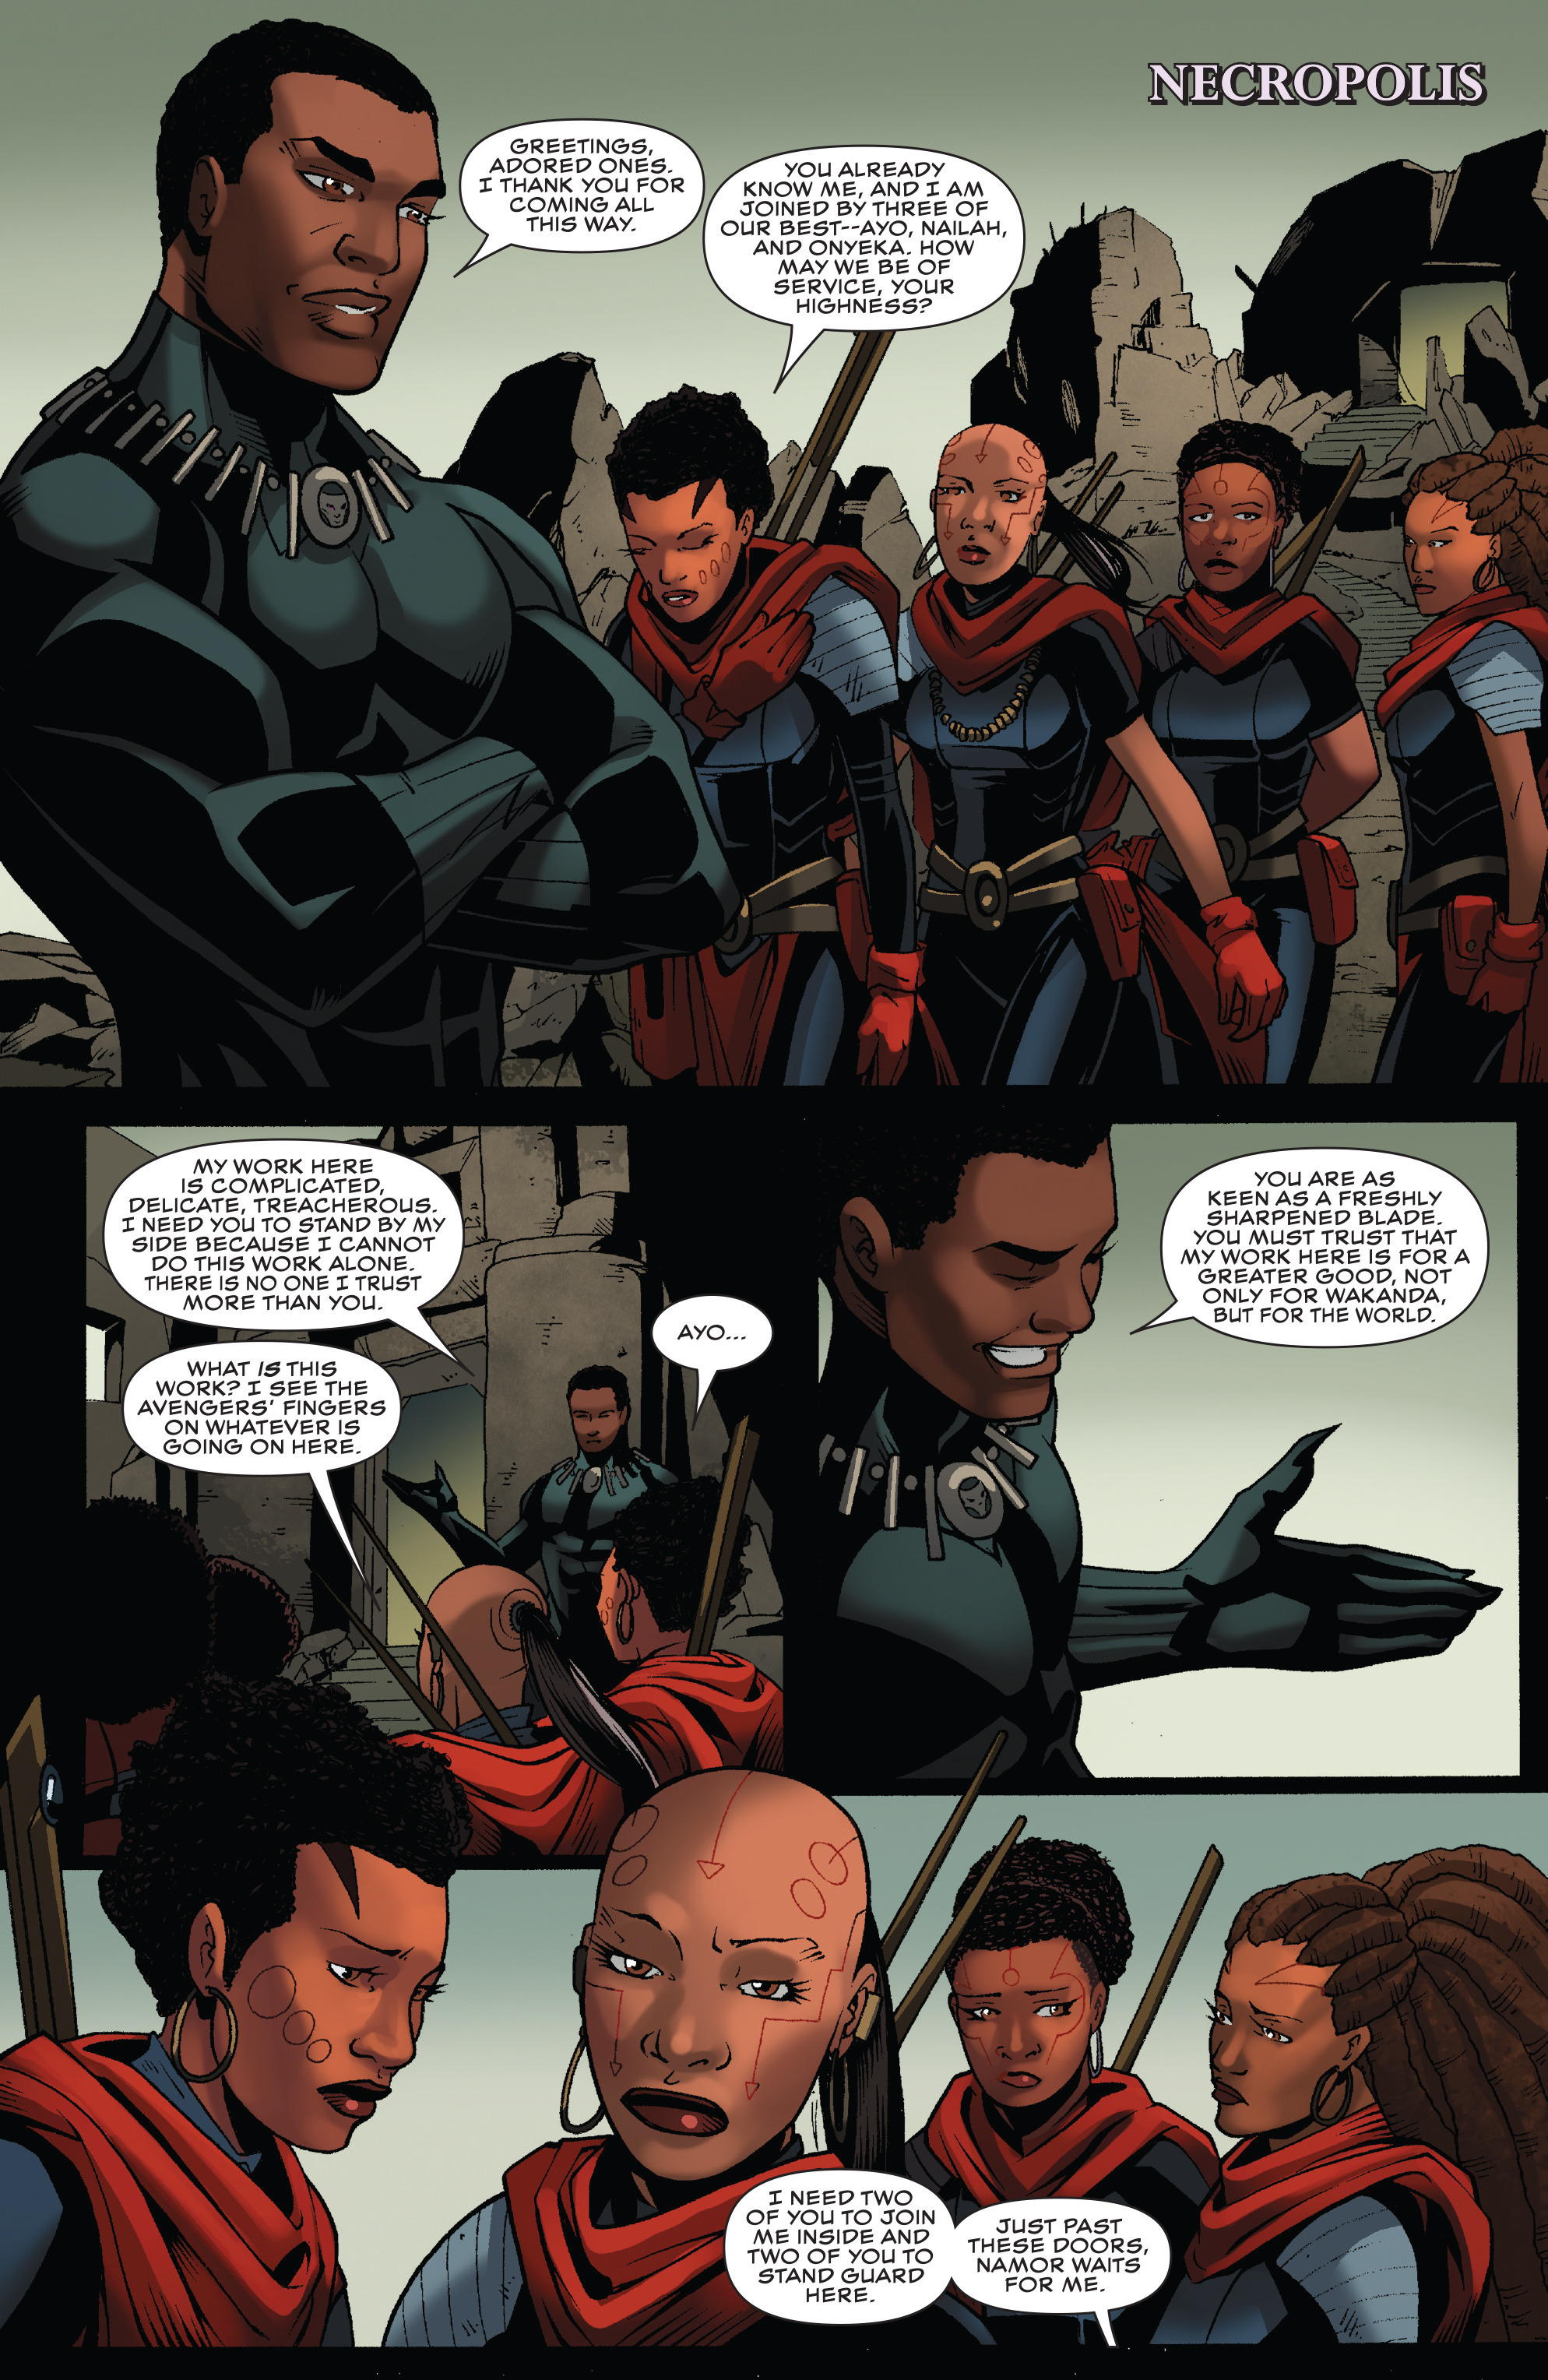 NECROPOLIS
GREETINGS,
ADORED ONES.
I THANK YOU FOR
COMING ALL
THIS WAY.
YOU ALREADY
KNOW ME, AND I AM
JOINED BY THREE OF
OUR BEST--AYO, NAILAH,
AND ONYEKA. HOW
MAY WE BE OF
SERVICE, YOUR
HIGHNESS?
MY WORK HERE
IS COMPLICATED,
DELICATE, TREACHEROUS.
I NEED YOU TO STAND BY MY
SIDE BECAUSE I CANNOT
DO THIS WORK ALONE.
THERE IS NO ONE I TRUST
MORE THAN YOU.
WHAT IS THIS
WORK? I SEE THE
AVENGERS' FINGERS
ON WHATEVER IS
GOING ON HERE.
AYO...
YOU ARE AS
KEEN AS A FRESHLY
SHARPENED BLADE.
YOU MUST TRUST THAT
MY WORK HERE IS FOR A
GREATER GOOD, NOT
ONLY FOR WAKANDA,
BUT FOR THE WORLD.
I NEED TWO
OF YOU TO JOIN
ME INSIDE AND
TWO OF YOU TO
STAND GUARD
HERE.
JUST PAST
THESE DOORS,
NAMOR WAITS
FOR ME.